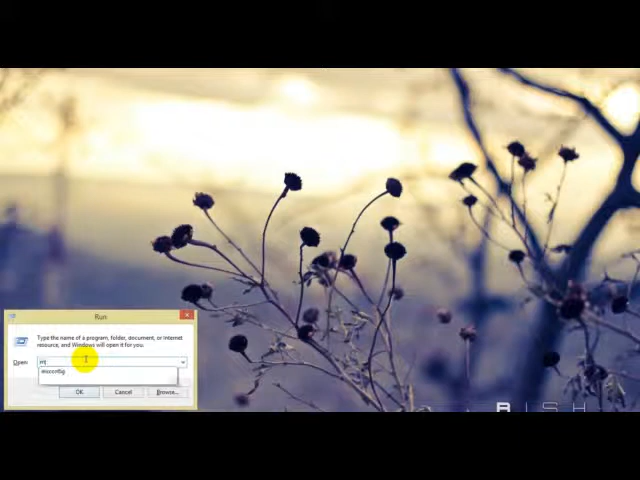 Run
Type the name of a program, folder, document, or Internet
resource, and Windows will open it for you.
Open:
msconfig
OK
Cancel
Browse...
BISH